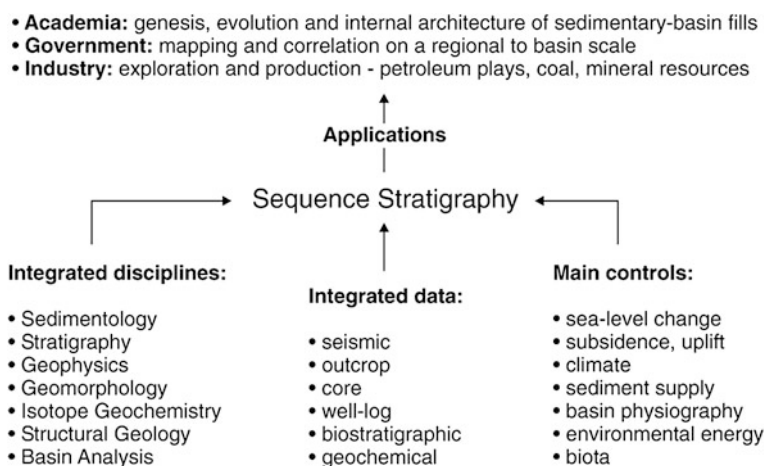 • Academia: genesis, evolution and internal architecture of sedimentary-basin fills
• Government: mapping and correlation on a regional to basin scale
• Industry: exploration and production - petroleum plays, coal, mineral resources
Applications
Sequence Stratigraphy
Integrated disciplines:
• Sedimentology
• Stratigraphy
• Geophysics
• Geomorphology
• Isotope Geochemistry
• Structural Geology
• Basin Analysis
Integrated data:
• seismic
• outcrop
• core
• well-log
• biostratigraphic
• geochemical
Main controls:
• sea-level change
• subsidence, uplift
• climate
• sediment supply
• basin physiography
• environmental energy
• biota